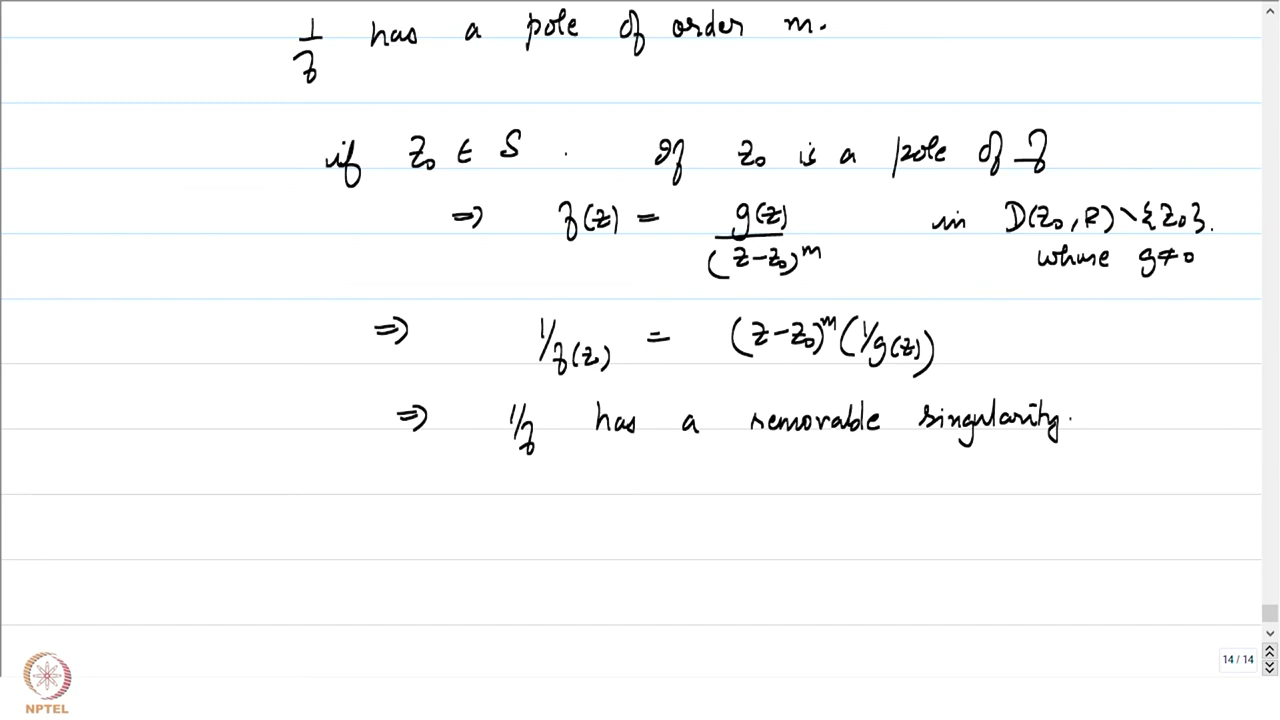 1/f has a pole of order m.
if z₀ ∈ S. If z₀ is a pole of f
⇒ f(z) = g(z)/(z-z₀)^m in D(z₀, R)\{z₀}.
where g≠0
⇒ 1/f(z₀) = (z-z₀)^m (1/g(z))
⇒ 1/f has a removable singularity.
14 / 14
NPTEL